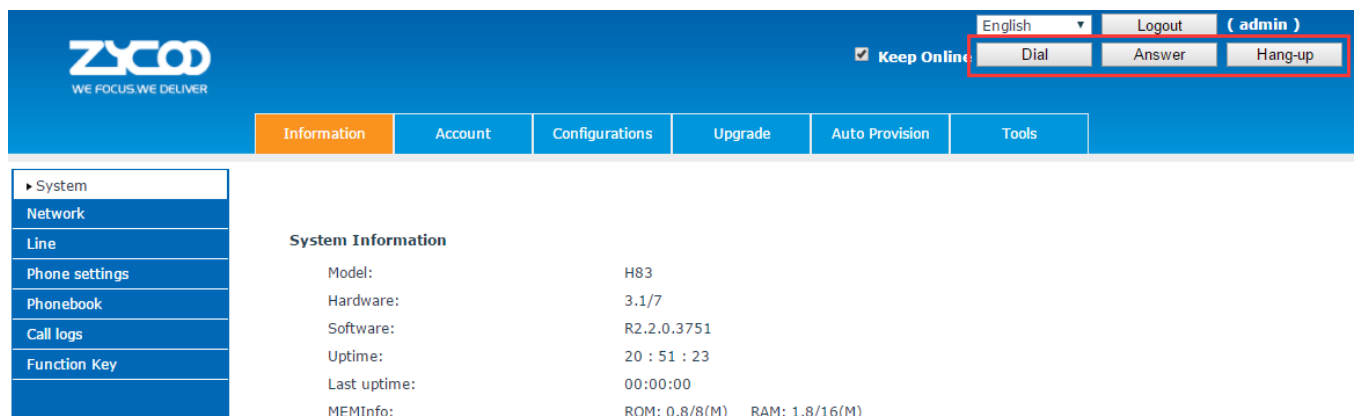 English Logout ( admin )
ZYCOO
WE FOCUS.WE DELIVER
Keep Online Dial Answer Hang-up
Information Account Configurations Upgrade Auto Provision Tools
System
Network
Line
Phone settings
Phonebook
Call logs
Function Key
System Information
Model: H83
Hardware: 3.1/7
Software: R2.2.0.3751
Uptime: 20 : 51 : 23
Last uptime: 00:00:00
MEMInfo: ROM: 0.8/8(M) RAM: 1.8/16(M)